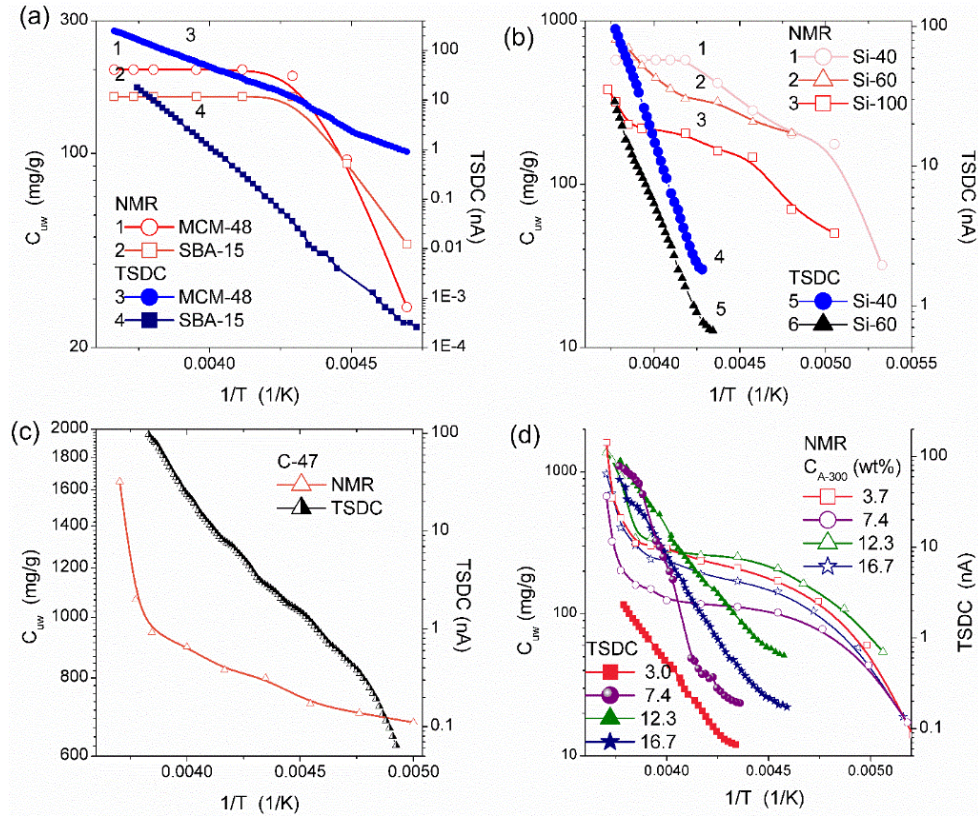 (a)
300
100
20
C_uw (mg/g)
1
2
3
4
NMR
1 MCM-48
2 SBA-15
TSDC
3 MCM-48
4 SBA-15
100
10
1
0.1
0.01
1E-3
1E-4
TSDC (nA)
0.0040 0.0045
1/T (1/K)
(b)
1000
100
10
C_uw (mg/g)
1
2
3
4
5
NMR
1 Si-40
2 Si-60
3 Si-100
TSDC
5 Si-40
6 Si-60
100
10
1
TSDC (nA)
0.0040 0.0045 0.0050 0.0055
1/T (1/K)
(c)
2000
1800
1600
1400
1200
1000
800
600
C_uw (mg/g)
C-47
NMR
TSDC
100
10
1
0.1
TSDC (nA)
0.0040 0.0045 0.0050
1/T (1/K)
(d)
1000
100
10
C_uw (mg/g)
NMR
C_A-300 (wt%)
3.7
7.4
12.3
16.7
TSDC
3.0
7.4
12.3
16.7
100
10
1
0.1
TSDC (nA)
0.0040 0.0045 0.0050
1/T (1/K)